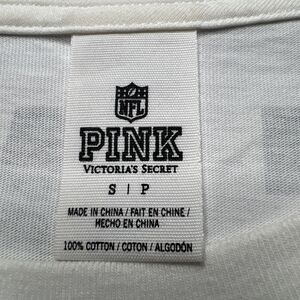 NFL
PINK
VICTORIA'S SECRET
S | P
MADE IN CHINA / FAIT EN CHINE /
HECHO EN CHINA
100% COTTON / COTON / ALGODÓN